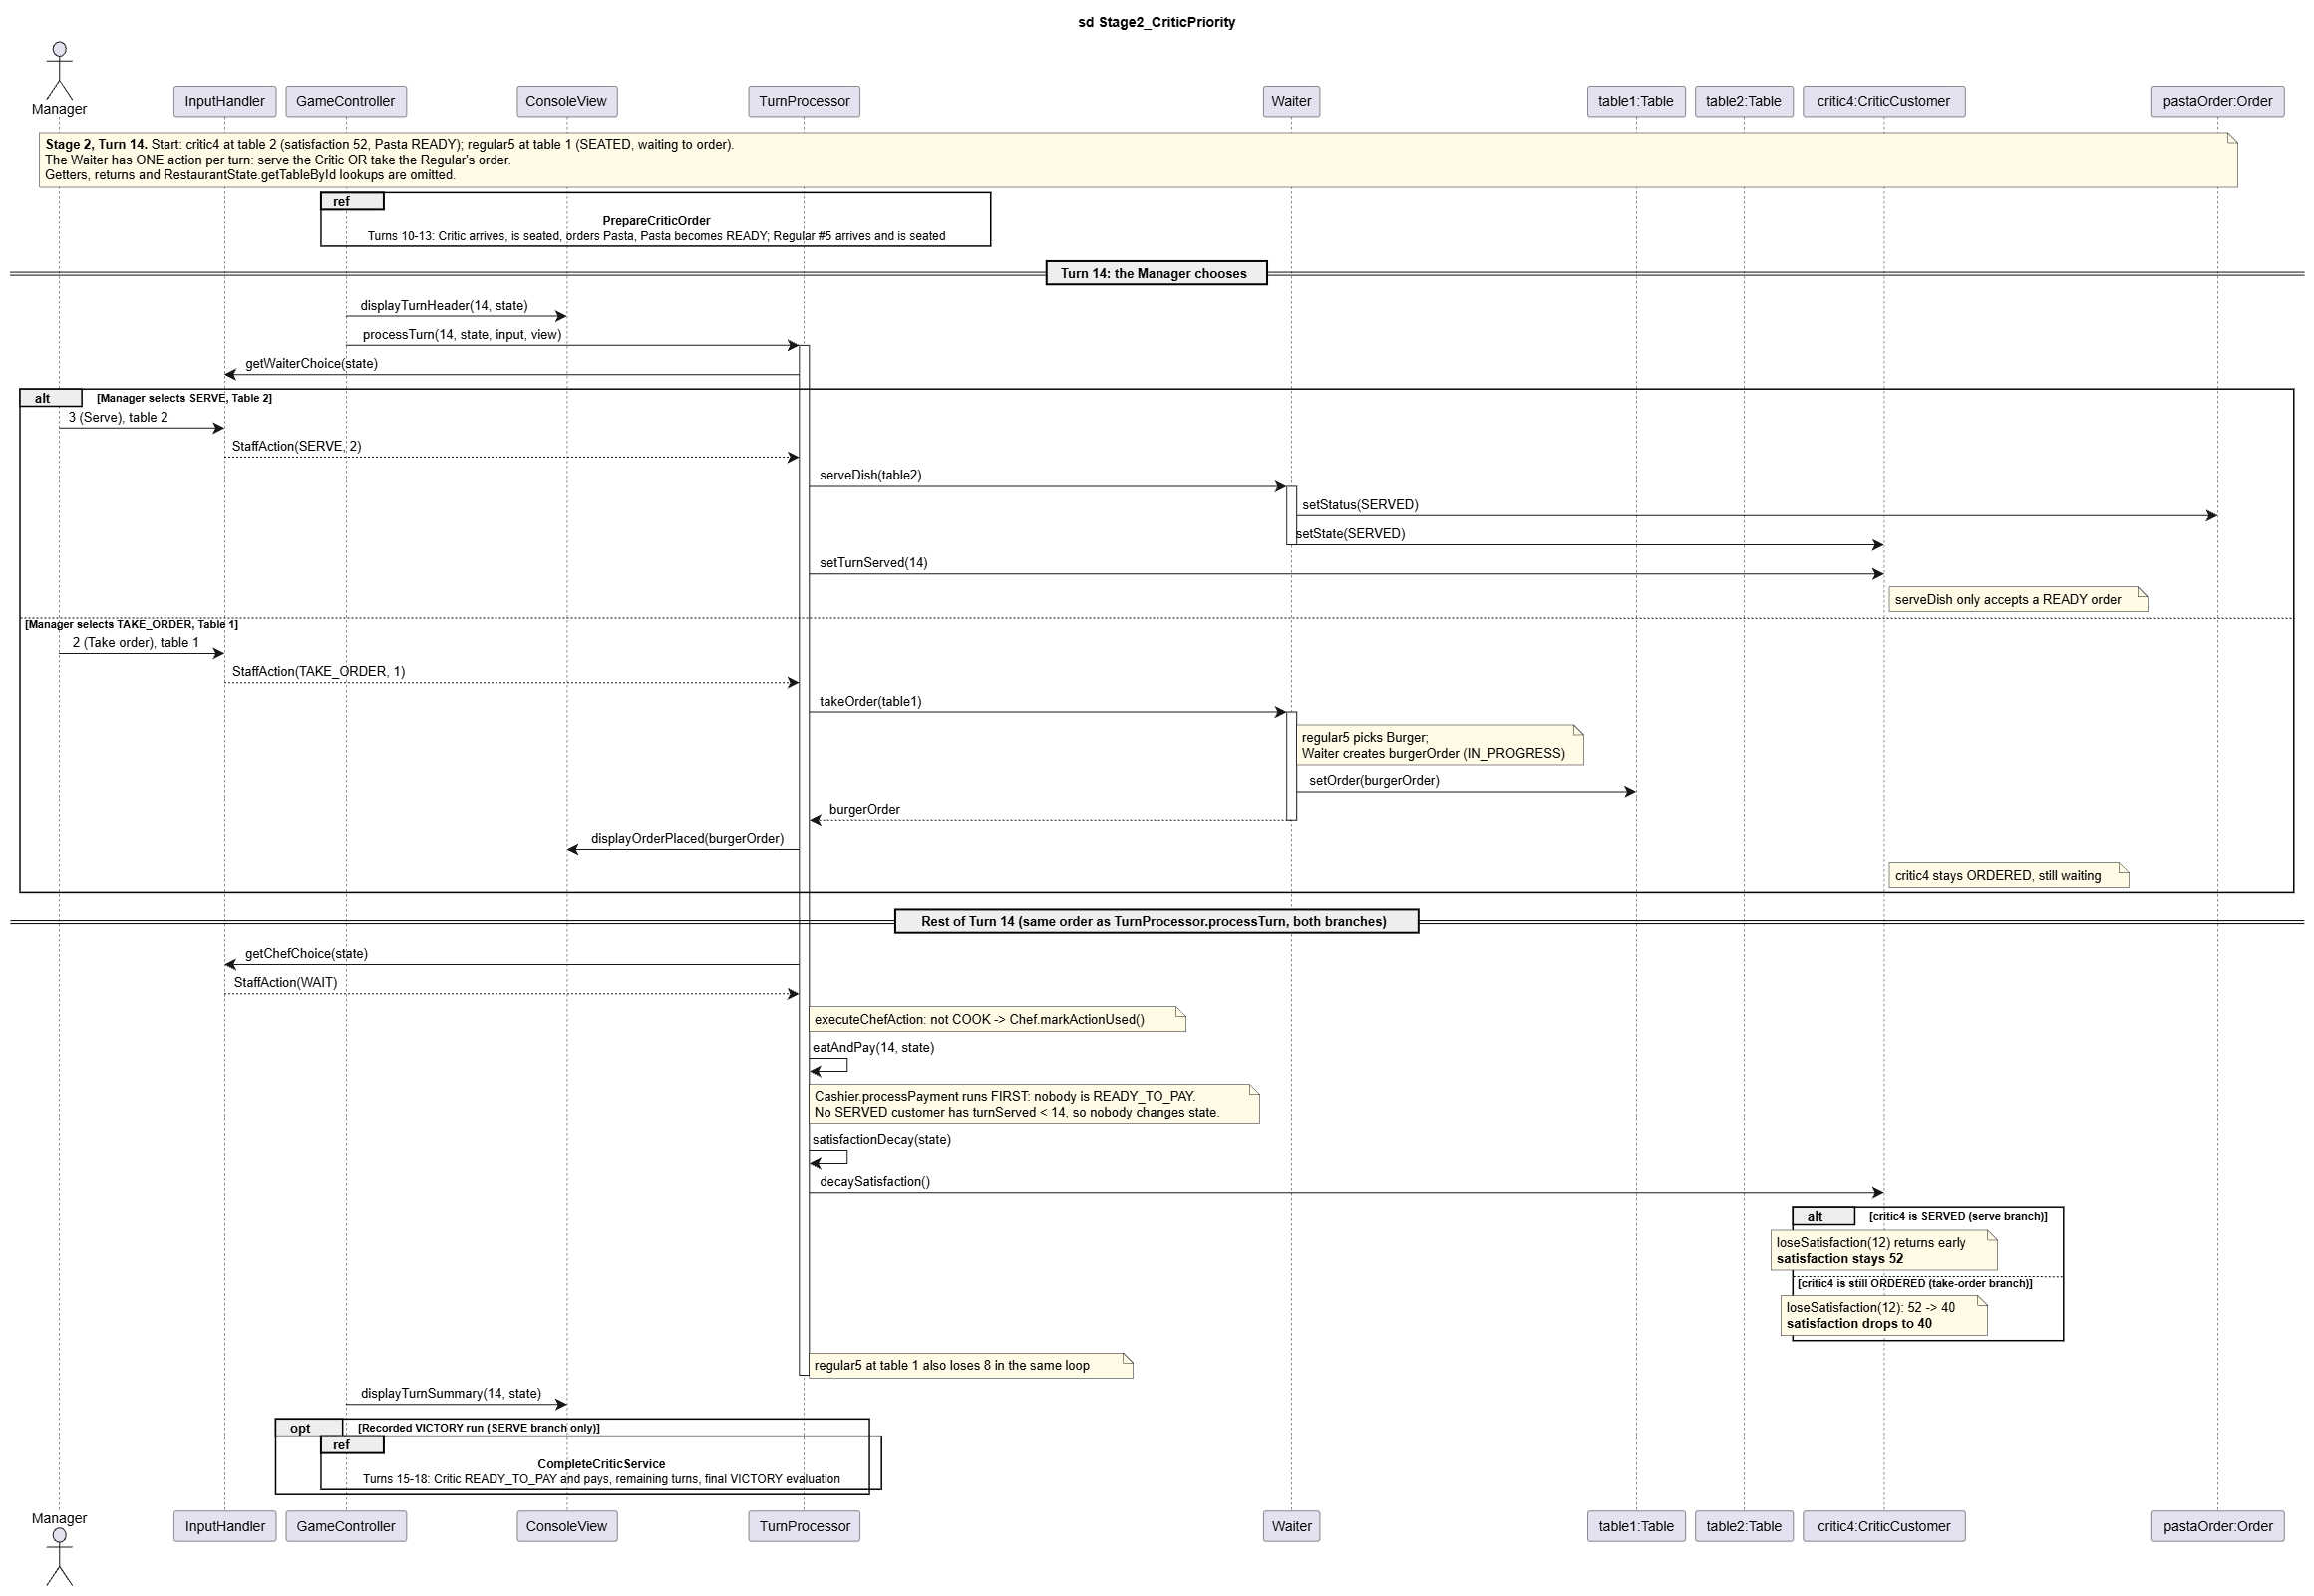 sd Stage2_CriticPriority
Manager
InputHandler
GameController
ConsoleView
TurnProcessor
Waiter
table1:Table
table2:Table
critic4:CriticCustomer
pastaOrder:Order
Stage 2, Turn 14. Start: critic4 at table 2 (satisfaction 52, Pasta READY); regular5 at table 1 (SEATED, waiting to order).
The Waiter has ONE action per turn: serve the Critic OR take the Regular's order.
Getters, returns and RestaurantState.getTableById lookups are omitted.
ref
PrepareCriticOrder
Turns 10-13: Critic arrives, is seated, orders Pasta, Pasta becomes READY; Regular #5 arrives and is seated
Turn 14: the Manager chooses
displayTurnHeader(14, state)
processTurn(14, state, input, view)
getWaiterChoice(state)
alt
[Manager selects SERVE, Table 2]
3 (Serve), table 2
StaffAction(SERVE, 2)
serveDish(table2)
setStatus(SERVED)
setState(SERVED)
setTurnServed(14)
serveDish only accepts a READY order
[Manager selects TAKE_ORDER, Table 1]
2 (Take order), table 1
StaffAction(TAKE_ORDER, 1)
takeOrder(table1)
regular5 picks Burger;
Waiter creates burgerOrder (IN_PROGRESS)
setOrder(burgerOrder)
burgerOrder
displayOrderPlaced(burgerOrder)
critic4 stays ORDERED, still waiting
Rest of Turn 14 (same order as TurnProcessor.processTurn, both branches)
getChefChoice(state)
StaffAction(WAIT)
executeChefAction: not COOK -> Chef.markActionUsed()
eatAndPay(14, state)
Cashier.processPayment runs FIRST: nobody is READY_TO_PAY.
No SERVED customer has turnServed < 14, so nobody changes state.
satisfactionDecay(state)
decaySatisfaction()
alt
[critic4 is SERVED (serve branch)]
loseSatisfaction(12) returns early
satisfaction stays 52
[critic4 is still ORDERED (take-order branch)]
loseSatisfaction(12): 52 -> 40
satisfaction drops to 40
regular5 at table 1 also loses 8 in the same loop
displayTurnSummary(14, state)
opt
[Recorded VICTORY run (SERVE branch only)]
ref
CompleteCriticService
Turns 15-18: Critic READY_TO_PAY and pays, remaining turns, final VICTORY evaluation
Manager
InputHandler
GameController
ConsoleView
TurnProcessor
Waiter
table1:Table
table2:Table
critic4:CriticCustomer
pastaOrder:Order